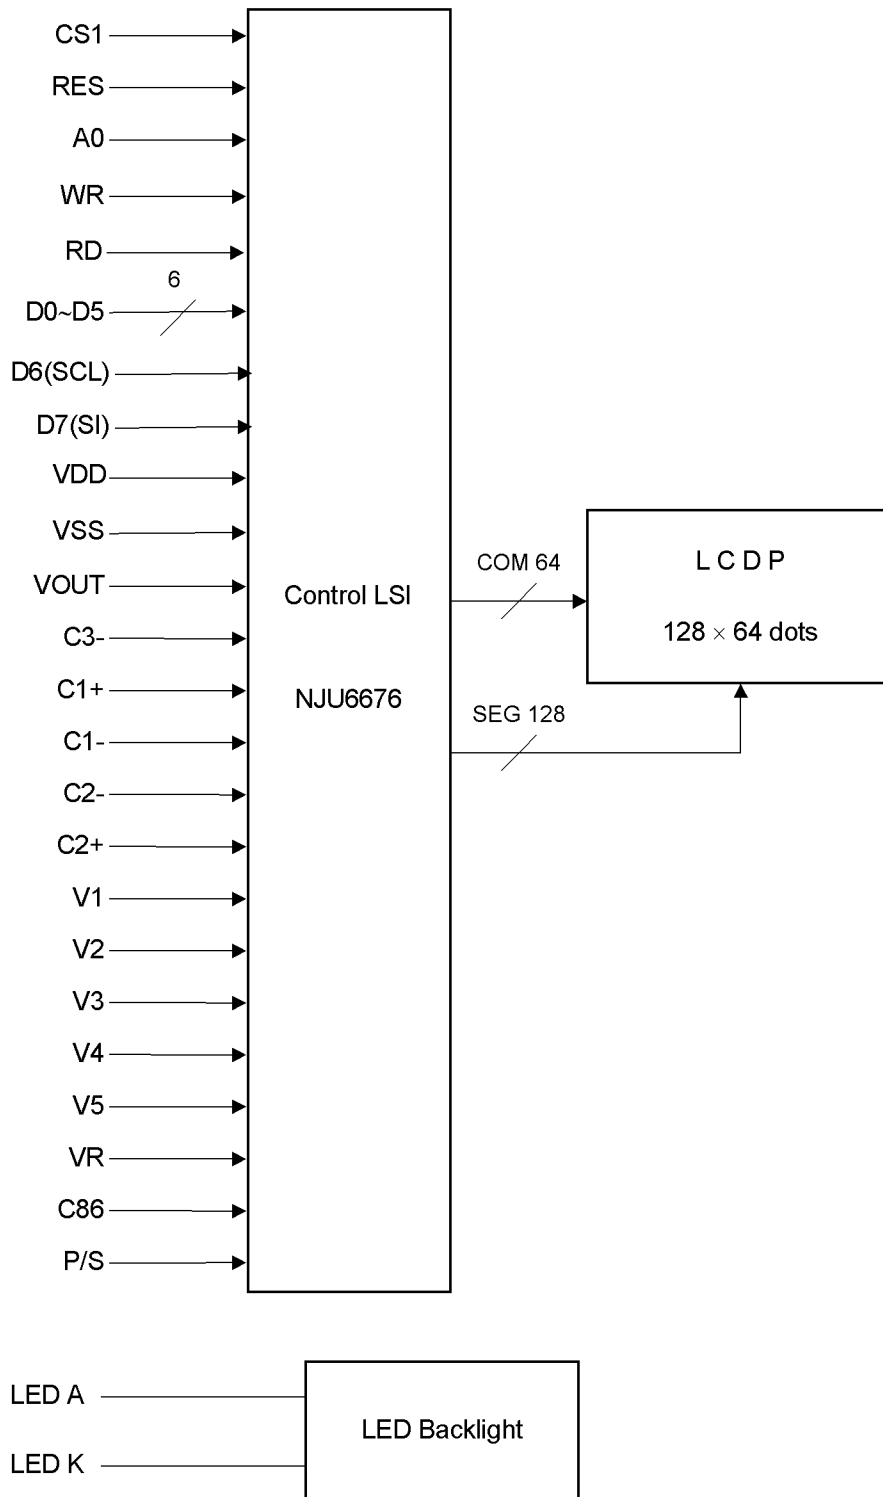 CS1
RES
A0
WR
RD
6
D0~D5
D6(SCL)
D7(SI)
VDD
VSS
VOUT
C3-
C1+
C1-
C2-
C2+
V1
V2
V3
V4
V5
VR
C86
P/S
Control LSI
NJU6676
COM 64
SEG 128
L C D P
128 × 64 dots
LED A
LED K
LED Backlight